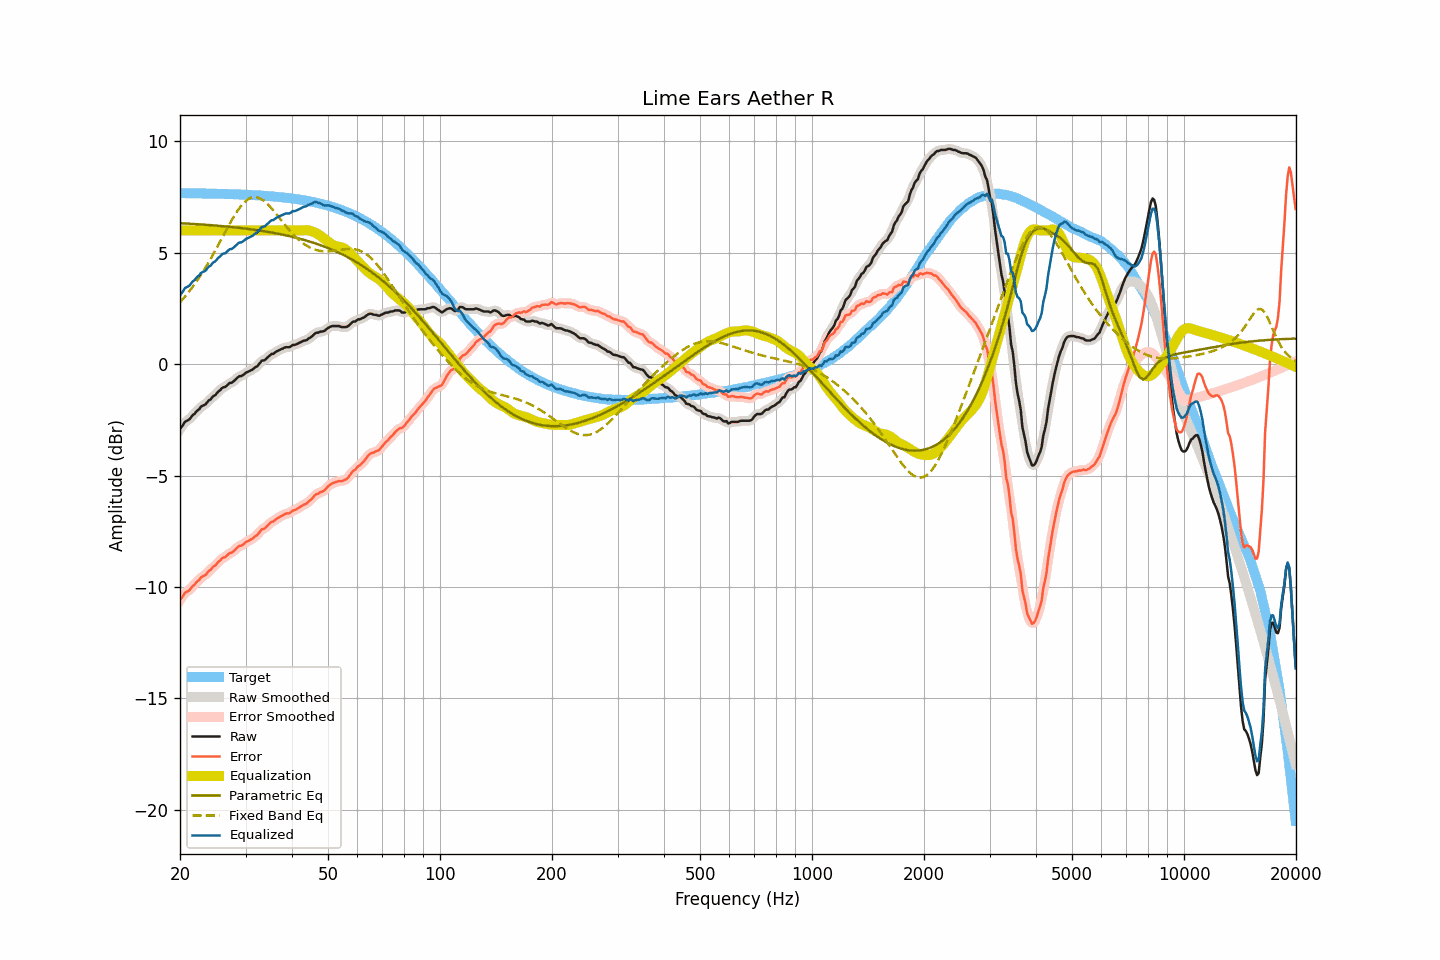 Lime Ears Aether R
10
5
0
−5
−10
−15
−20
Amplitude (dBr)
Target
Raw Smoothed
Error Smoothed
Raw
Error
Equalization
Parametric Eq
Fixed Band Eq
Equalized
20 50 100 200 500 1000 2000 5000 10000 20000
Frequency (Hz)